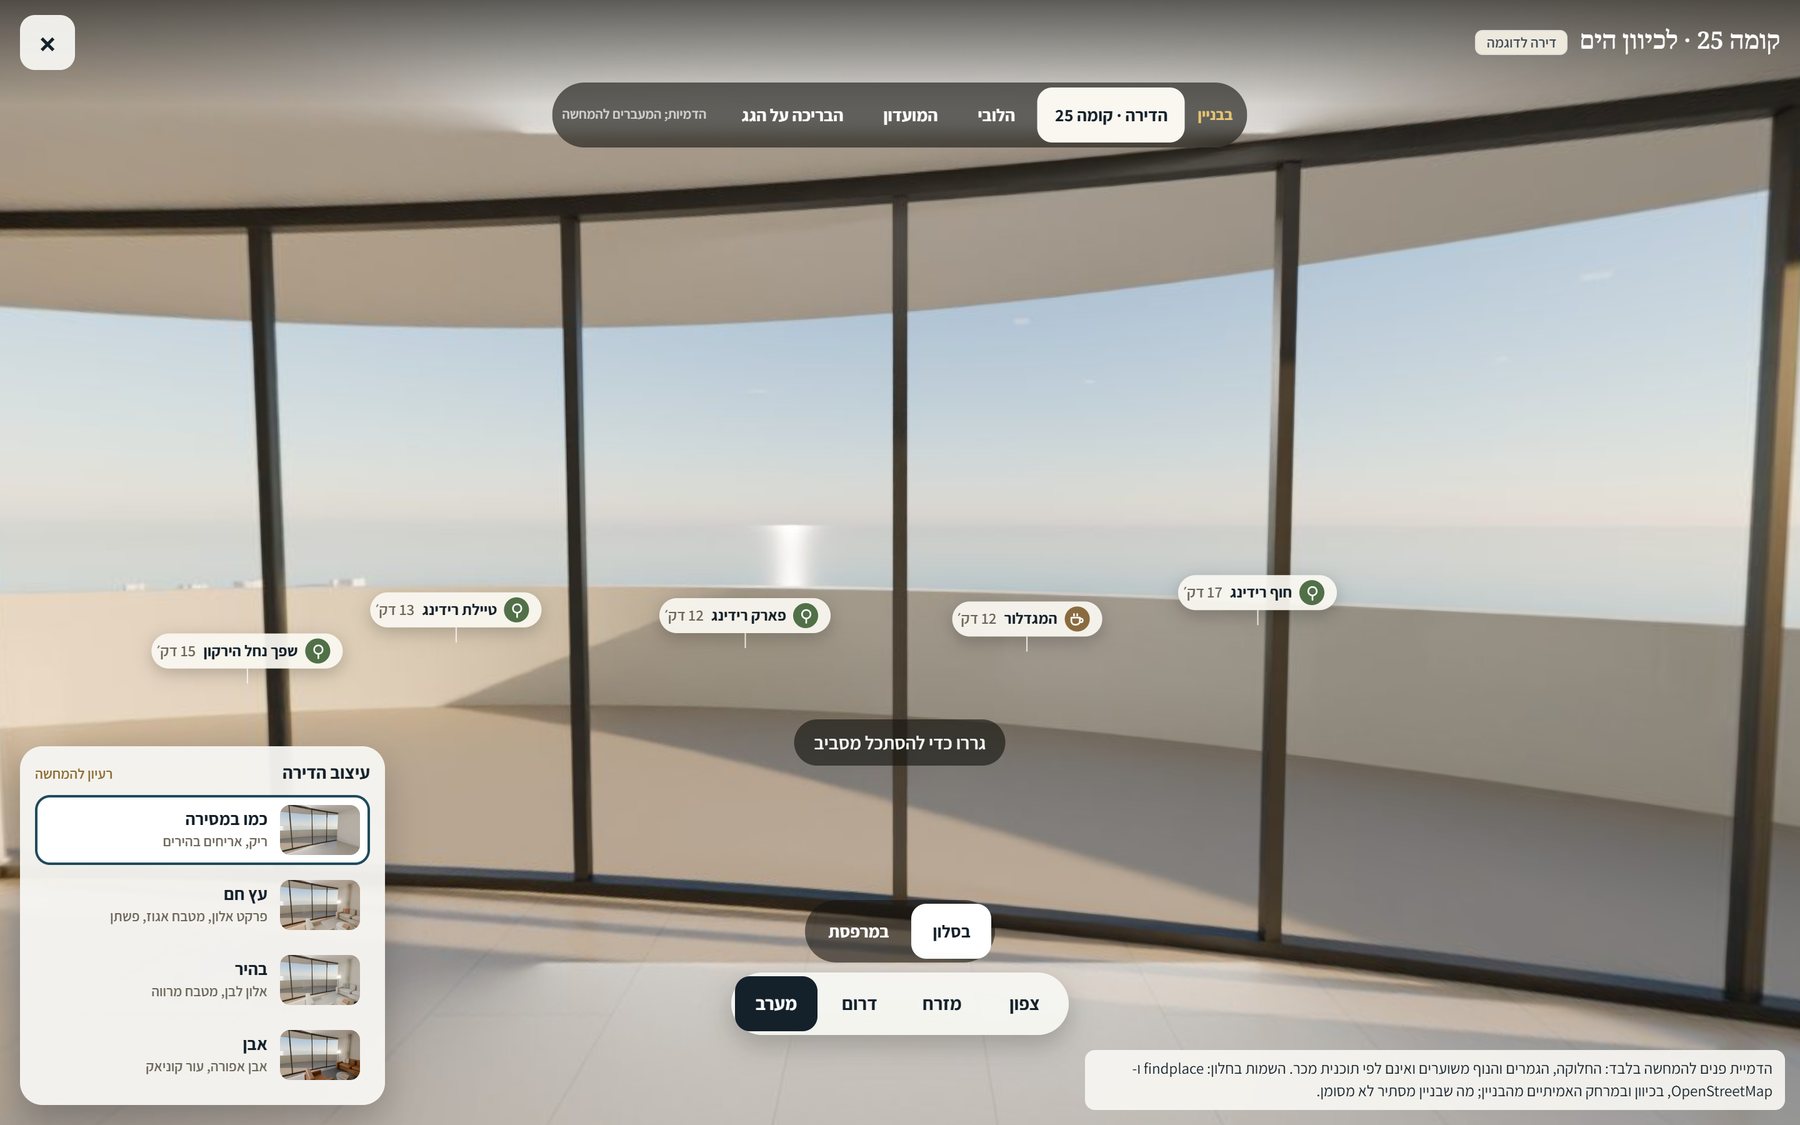 קומה 25 · לכיוון הים
דירה לדוגמה
×
בבניין
הדירה · קומה 25
הלובי
המועדון
הבריכה על הגג
הדמיות; המעברים להמחשה
חוף רידינג 17 דק׳
המגדלור 12 דק׳
פארק רידינג 12 דק׳
טיילת רידינג 13 דק׳
שפך נחל הירקון 15 דק׳
גררו כדי להסתכל מסביב
עיצוב הדירה
רעיון להמחשה
כמו במסירה
ריק, אריחים בהירים
עץ חם
פרקט אלון, מטבח אגוז, פשתן
בהיר
אלון לבן, מטבח מרווה
אבן
אבן אפורה, עור קוניאק
בסלון
במרפסת
צפון
מזרח
דרום
מערב
הדמיית פנים להמחשה בלבד: החלוקה, הגמרים והנוף משוערים ואינם לפי תוכנית מכר. השמות בחלון: findplace ו-
OpenStreetMap, בכיוון ובמרחק האמיתיים מהבניין; מה שבניין מסתיר לא מסומן.